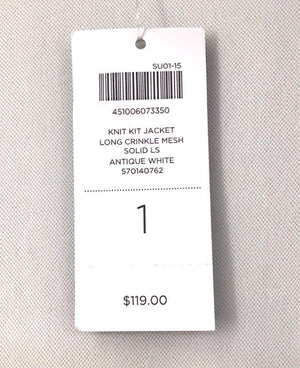 SU01-15
451006073350
KNIT KIT JACKET
LONG CRINKLE MESH
SOLID LS
ANTIQUE WHITE
570140762
1
$119.00